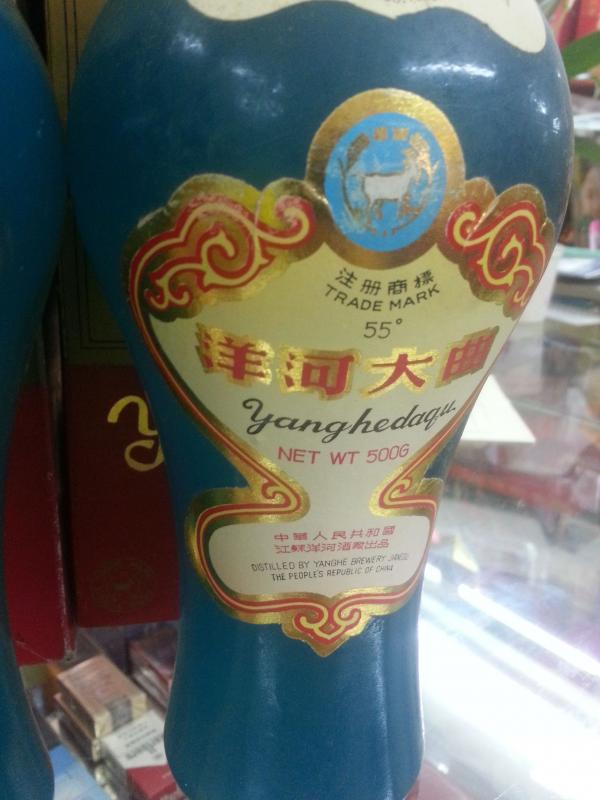 注册商標
TRADE MARK
55°
洋河大曲
Yanghedaqu
NET WT 500G
中華人民共和國
江蘇洋河酒廠出品
DISTILLED BY YANGHE BREWERY JIANGSU
THE PEOPLE'S REPUBLIC OF CHINA